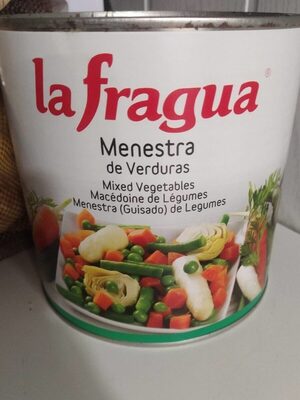 la fragua®
Menestra
de Verduras
Mixed Vegetables
Macédoine de Légumes
Menestra (Guisado) de Legumes